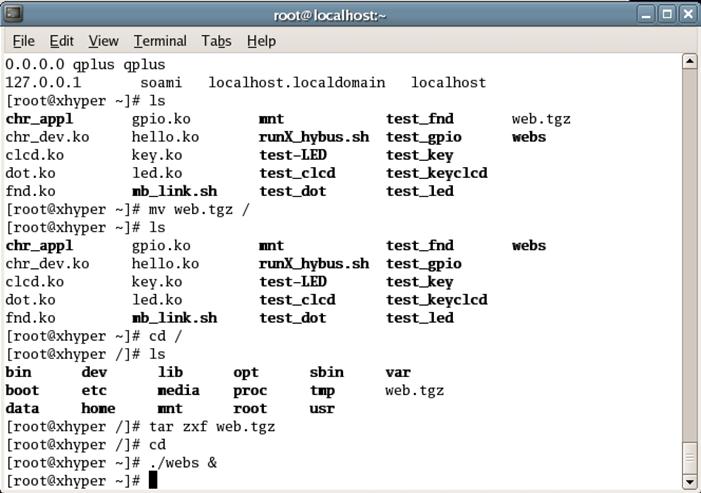 root@localhost:~
File Edit View Terminal Tabs Help
0.0.0.0 qplus qplus
127.0.0.1 soami localhost.localdomain localhost
[root@xhyper ~]# ls
chr_appl gpio.ko mnt test_fnd web.tgz
chr_dev.ko hello.ko runX_hybus.sh test_gpio webs
clcd.ko key.ko test-LED test_key
dot.ko led.ko test_clcd test_keyclcd
fnd.ko mb_link.sh test_dot test_led
[root@xhyper ~]# mv web.tgz /
[root@xhyper ~]# ls
chr_appl gpio.ko mnt test_fnd webs
chr_dev.ko hello.ko runX_hybus.sh test_gpio
clcd.ko key.ko test-LED test_key
dot.ko led.ko test_clcd test_keyclcd
fnd.ko mb_link.sh test_dot test_led
[root@xhyper ~]# cd /
[root@xhyper /]# ls
bin dev lib opt sbin var
boot etc media proc tmp web.tgz
data home mnt root usr
[root@xhyper /]# tar zxf web.tgz
[root@xhyper /]# cd
[root@xhyper ~]# ./webs &
[root@xhyper ~]#